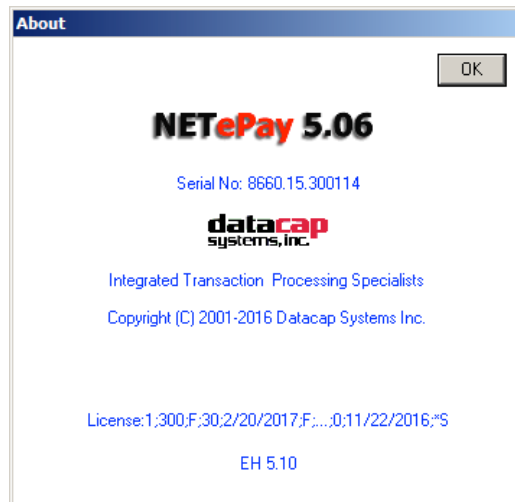 About
OK
NETePay 5.06
Serial No: 8660.15.300114
datacap
systems, inc.
Integrated Transaction Processing Specialists
Copyright (C) 2001-2016 Datacap Systems Inc.
License:1;300;F;30;2/20/2017;F;...;0;11/22/2016;*S
EH 5.10